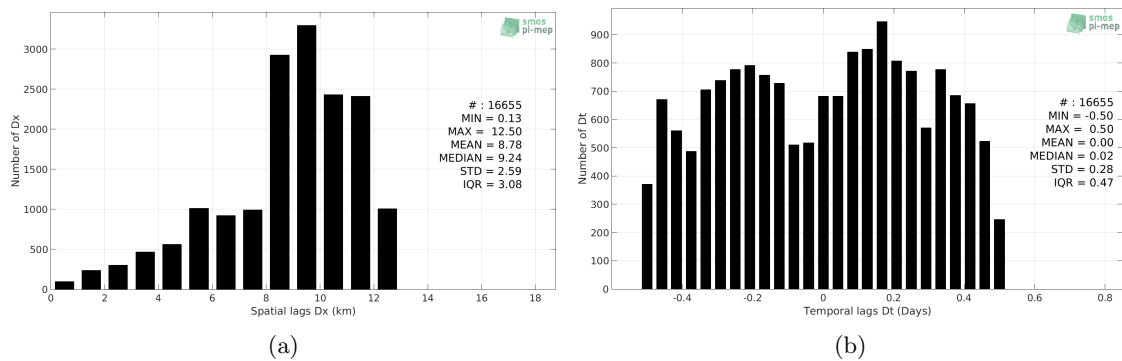 smos
pi-mep
Number of Dx
3000
2500
2000
1500
1000
500
0
# : 16655
MIN = 0.13
MAX = 12.50
MEAN = 8.78
MEDIAN = 9.24
STD = 2.59
IQR = 3.08
0 2 4 6 8 10 12 14 16 18
Spatial lags Dx (km)
(a)
smos
pi-mep
Number of Dt
900
800
700
600
500
400
300
200
100
0
# : 16655
MIN = -0.50
MAX = 0.50
MEAN = 0.00
MEDIAN = 0.02
STD = 0.28
IQR = 0.47
-0.4 -0.2 0 0.2 0.4 0.6 0.8
Temporal lags Dt (Days)
(b)